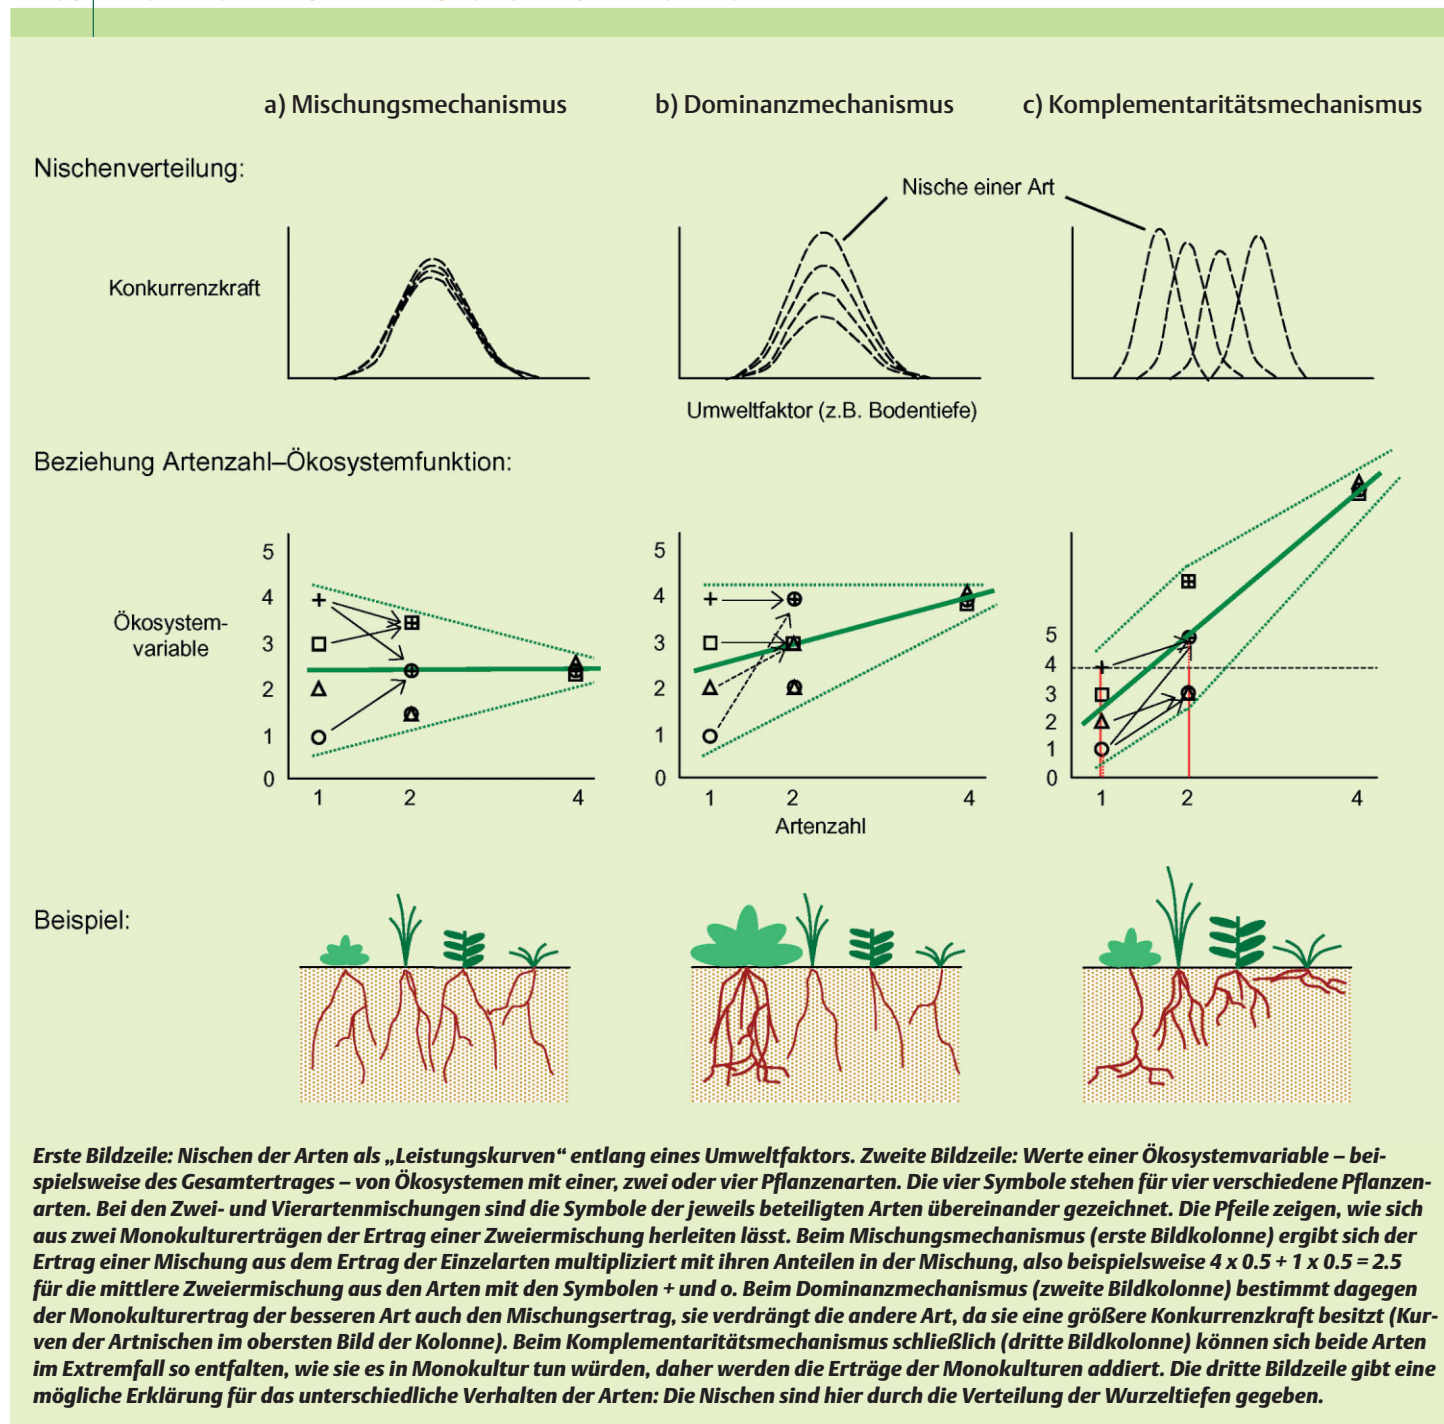 a) Mischungsmechanismus
b) Dominanzmechanismus
c) Komplementaritätsmechanismus
Nischenverteilung:
Nische einer Art
Konkurrenzkraft
Umweltfaktor (z.B. Bodentiefe)
Beziehung Artenzahl–Ökosystemfunktion:
Ökosystem-
variable
5
4
3
2
1
0
1 2 4
5
4
3
2
1
0
1 2 4
Artenzahl
5
4
3
2
1
0
1 2 4
Beispiel:
Erste Bildzeile: Nischen der Arten als „Leistungskurven“ entlang eines Umweltfaktors. Zweite Bildzeile: Werte einer Ökosystemvariable – bei-
spielsweise des Gesamtertrages – von Ökosystemen mit einer, zwei oder vier Pflanzenarten. Die vier Symbole stehen für vier verschiedene Pflanzen-
arten. Bei den Zwei- und Vierartenmischungen sind die Symbole der jeweils beteiligten Arten übereinander gezeichnet. Die Pfeile zeigen, wie sich
aus zwei Monokulturerträgen der Ertrag einer Zweiermischung herleiten lässt. Beim Mischungsmechanismus (erste Bildkolonne) ergibt sich der
Ertrag einer Mischung aus dem Ertrag der Einzelarten multipliziert mit ihren Anteilen in der Mischung, also beispielsweise 4 x 0.5 + 1 x 0.5 = 2.5
für die mittlere Zweiermischung aus den Arten mit den Symbolen + und o. Beim Dominanzmechanismus (zweite Bildkolonne) bestimmt dagegen
der Monokulturertrag der besseren Art auch den Mischungsertrag, sie verdrängt die andere Art, da sie eine größere Konkurrenzkraft besitzt (Kur-
ven der Artnischen im obersten Bild der Kolonne). Beim Komplementaritätsmechanismus schließlich (dritte Bildkolonne) können sich beide Arten
im Extremfall so entfalten, wie sie es in Monokultur tun würden, daher werden die Erträge der Monokulturen addiert. Die dritte Bildzeile gibt eine
mögliche Erklärung für das unterschiedliche Verhalten der Arten: Die Nischen sind hier durch die Verteilung der Wurzeltiefen gegeben.